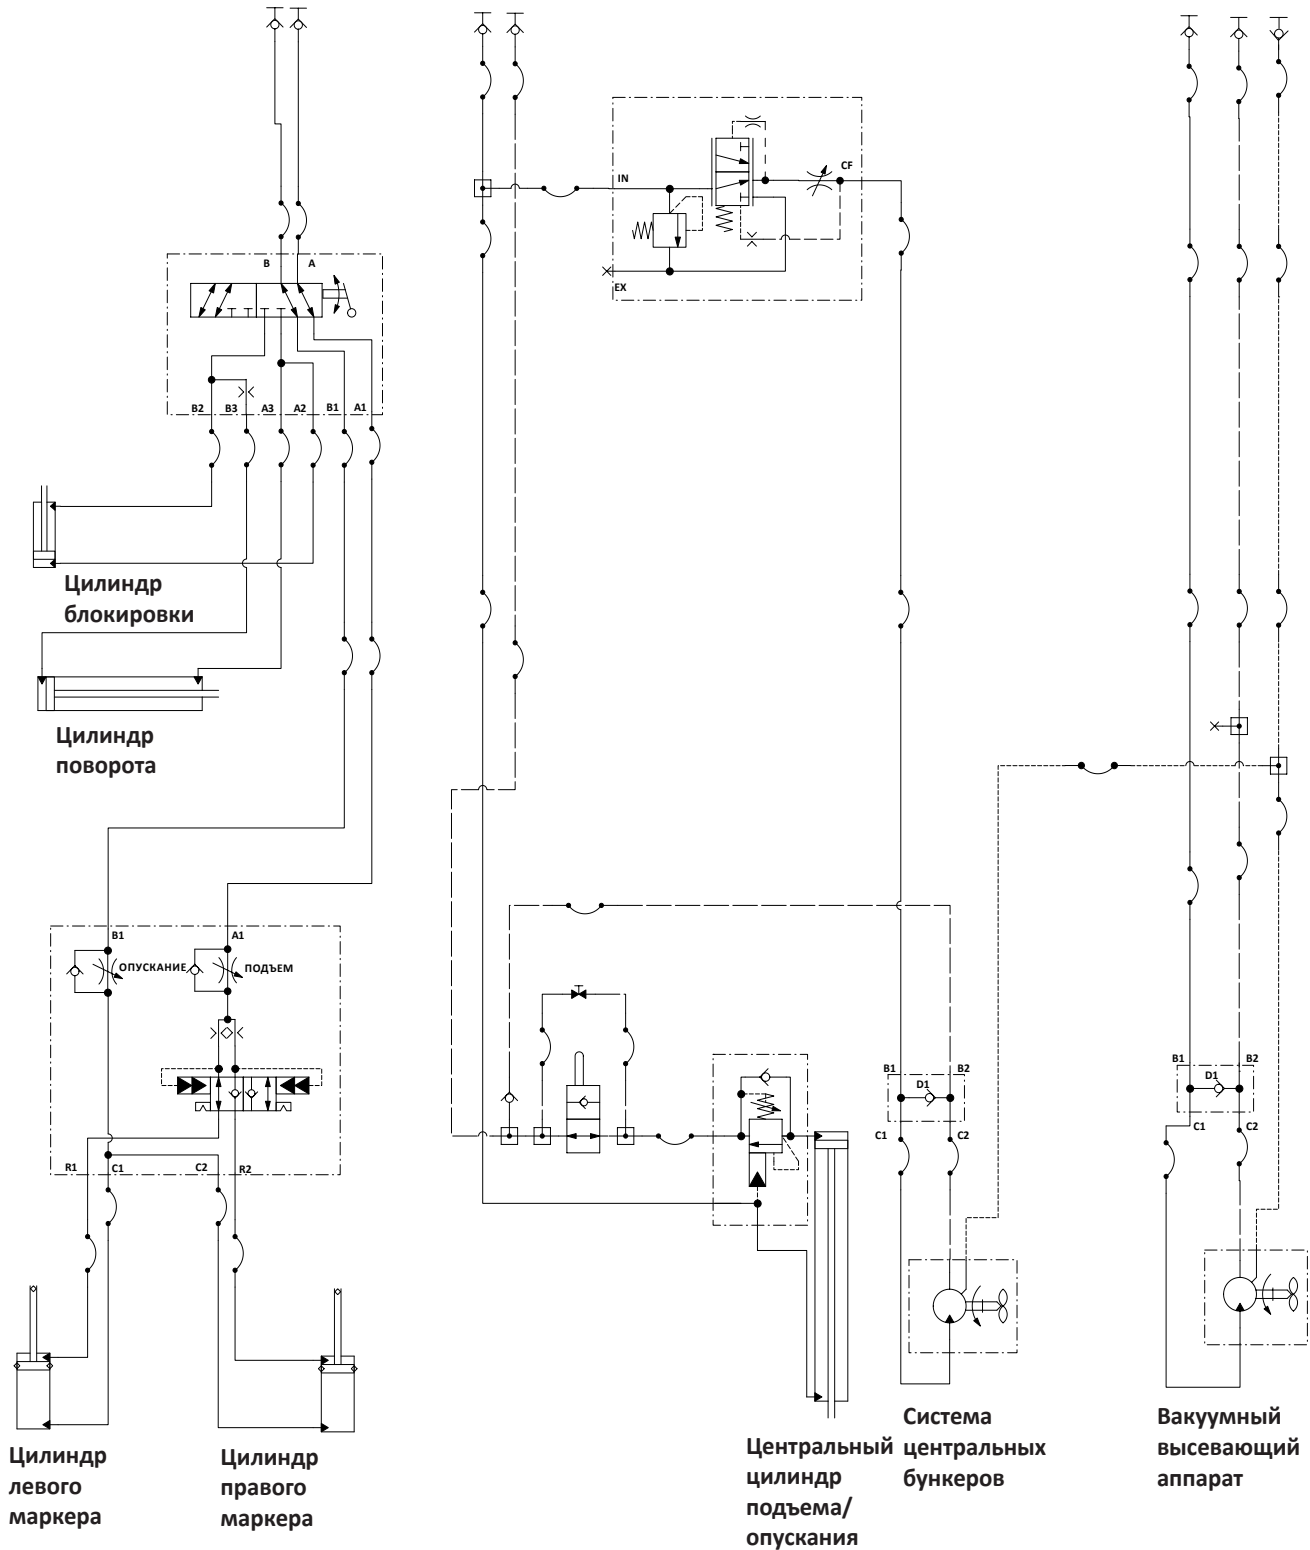 IN
CF
EX
B
A
B2
B3
A3
A2
B1
A1
Цилиндр
блокировки
Цилиндр
поворота
B1
A1
ОПУСКАНИЕ
ПОДЪЕМ
R1
C1
C2
R2
B1
B2
D1
C1
C2
B1
B2
D1
C1
C2
Цилиндр
левого
маркера
Цилиндр
правого
маркера
Центральный
цилиндр
подъема/
опускания
Система
центральных
бункеров
Вакуумный
высевающий
аппарат